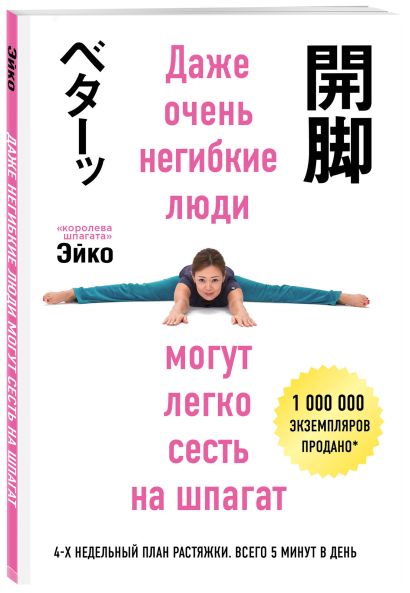 Эйко
ДАЖЕ НЕГИБКИЕ ЛЮДИ МОГУТ СЕСТЬ НА ШПАГАТ
ベターッ
開脚
Даже
очень
негибкие
люди
«королева
шпагата»
Эйко
могут
легко
сесть
на шпагат
1 000 000
ЭКЗЕМПЛЯРОВ
ПРОДАНО*
4-Х НЕДЕЛЬНЫЙ ПЛАН РАСТЯЖКИ. ВСЕГО 5 МИНУТ В ДЕНЬ